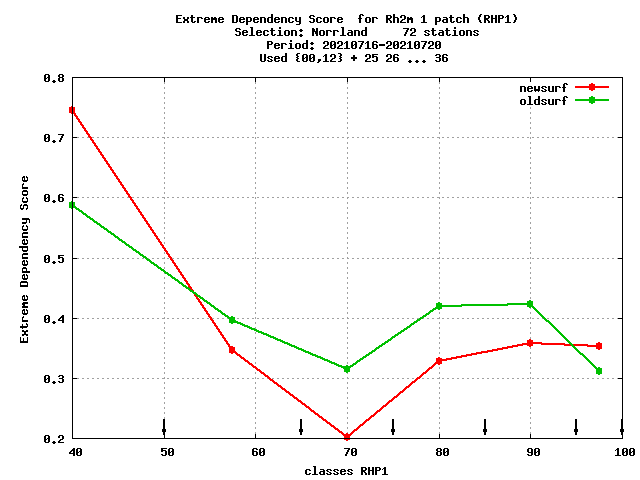 Extreme Dependency Score  for Rh2m 1 patch (RHP1)
Selection: Norrland     72 stations
Period: 20210716-20210720
Used {00,12} + 25 26 ... 36
newsurf
oldsurf
0.8
0.7
0.6
0.5
0.4
0.3
0.2
Extreme Dependency Score
40 50 60 70 80 90 100
classes RHP1